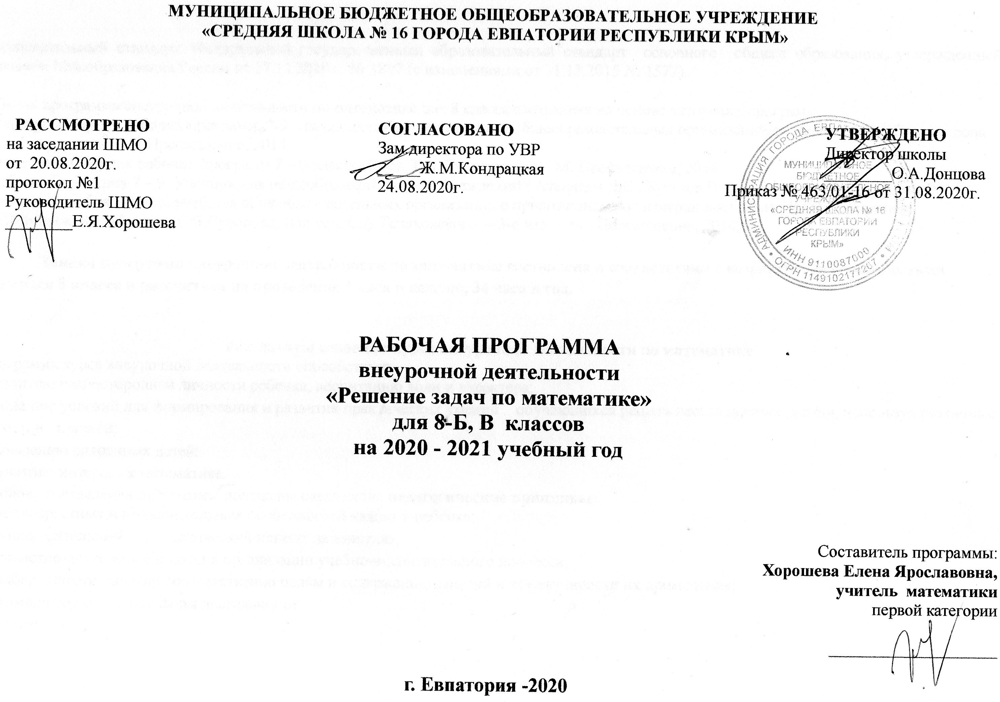 МУНИЦИПАЛЬНОЕ БЮДЖЕТНОЕ ОБЩЕОБРАЗОВАТЕЛЬНОЕ УЧРЕЖДЕНИЕ
«СРЕДНЯЯ ШКОЛА № 16 ГОРОДА ЕВПАТОРИИ РЕСПУБЛИКИ КРЫМ»
РАССМОТРЕНО
на заседании ШМО
от 20.08.2020г.
протокол №1
Руководитель ШМО
________Е.Я.Хорошева
СОГЛАСОВАНО
Зам.директора по УВР
_____Ж.М.Кондрацкая
24.08.2020г.
УТВЕРЖДЕНО
Директор школы
________О.А.Донцова
Приказ № 463/01-16 от 31.08.2020г.
АДМИНИСТРАЦИЯ ГОРОДА
МУНИЦИПАЛЬНОЕ
БЮДЖЕТНОЕ
ОБЩЕОБРАЗОВАТЕЛЬНОЕ
УЧРЕЖДЕНИЕ
«СРЕДНЯЯ ШКОЛА № 16
ГОРОДА ЕВПАТОРИИ
РЕСПУБЛИКИ
КРЫМ»
ИНН 9110087000
ОГРН 1149102177267
РАБОЧАЯ ПРОГРАММА
внеурочной деятельности
«Решение задач по математике»
для 8-Б, В классов
на 2020 - 2021 учебный год
Составитель программы:
Хорошева Елена Ярославовна,
учитель математики
первой категории
г. Евпатория -2020